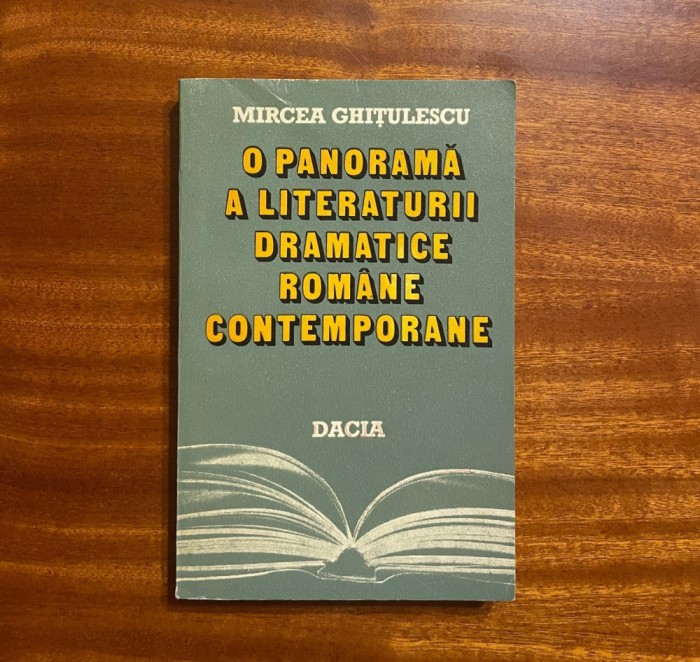 MIRCEA GHIȚULESCU
O PANORAMĂ
A LITERATURII
DRAMATICE
ROMÂNE
CONTEMPORANE
DACIA